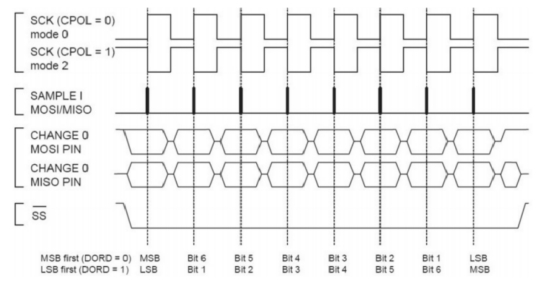 SCK (CPOL = 0)
mode 0
SCK (CPOL = 1)
mode 2
SAMPLE I
MOSI/MISO
CHANGE 0
MOSI PIN
CHANGE 0
MISO PIN
SS
MSB first (DORD = 0) MSB Bit 6 Bit 5 Bit 4 Bit 3 Bit 2 Bit 1 LSB
LSB first (DORD = 1) LSB Bit 1 Bit 2 Bit 3 Bit 4 Bit 5 Bit 6 MSB